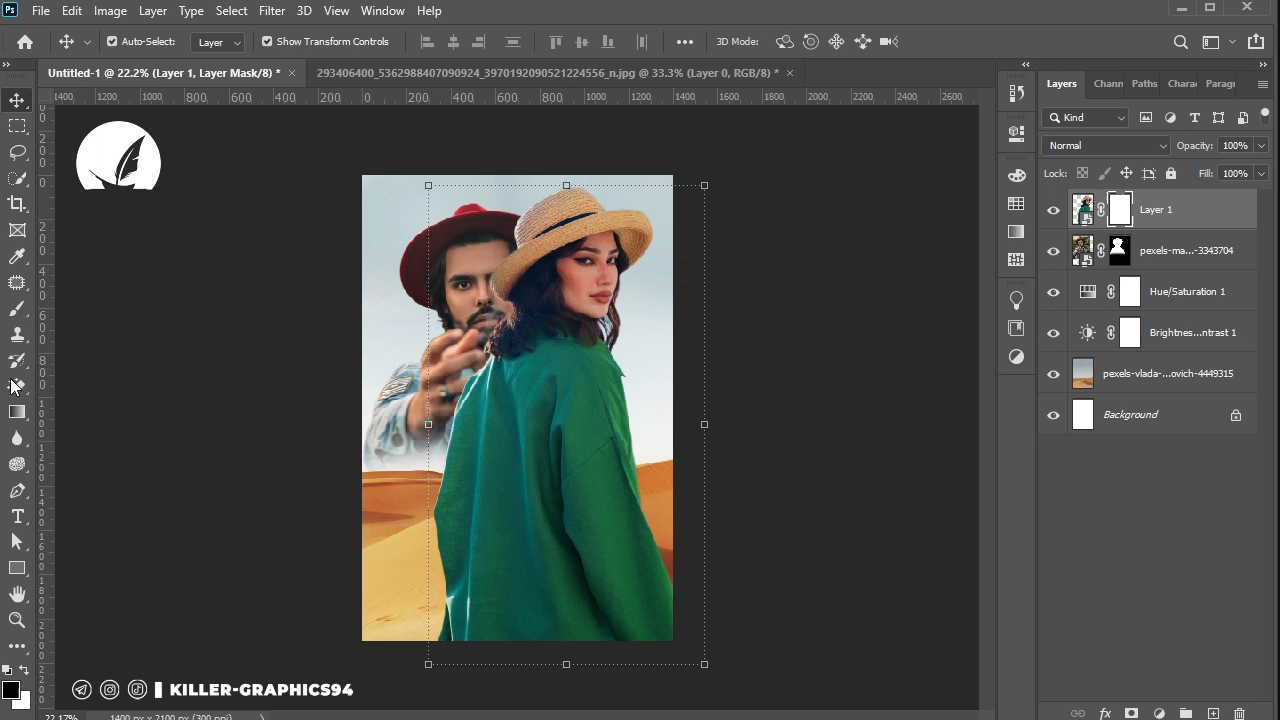 Ps File Edit Image Layer Type Select Filter 3D View Window Help
Auto-Select: Layer Show Transform Controls 3D Mode:
Untitled-1 @ 22.2% (Layer 1, Layer Mask/8) * × 293406400_5362988407090924_3970192090521224556_n.jpg @ 33.3% (Layer 0, RGB/8) * ×
1400 1200 1000 800 600 400 200 0 200 400 600 800 1000 1200 1400 1600 1800 2000 2200 2400 2600
Layers Chann Paths Chara Paragı
Kind
Normal Opacity: 100%
Lock: Fill: 100%
Layer 1
pexels-ma...-3343704
Hue/Saturation 1
Brightnes...ntrast 1
pexels-vlada-...ovich-4449315
Background
KILLER-GRAPHICS94
22.17% 1400 px x 2100 px (300 ppi)